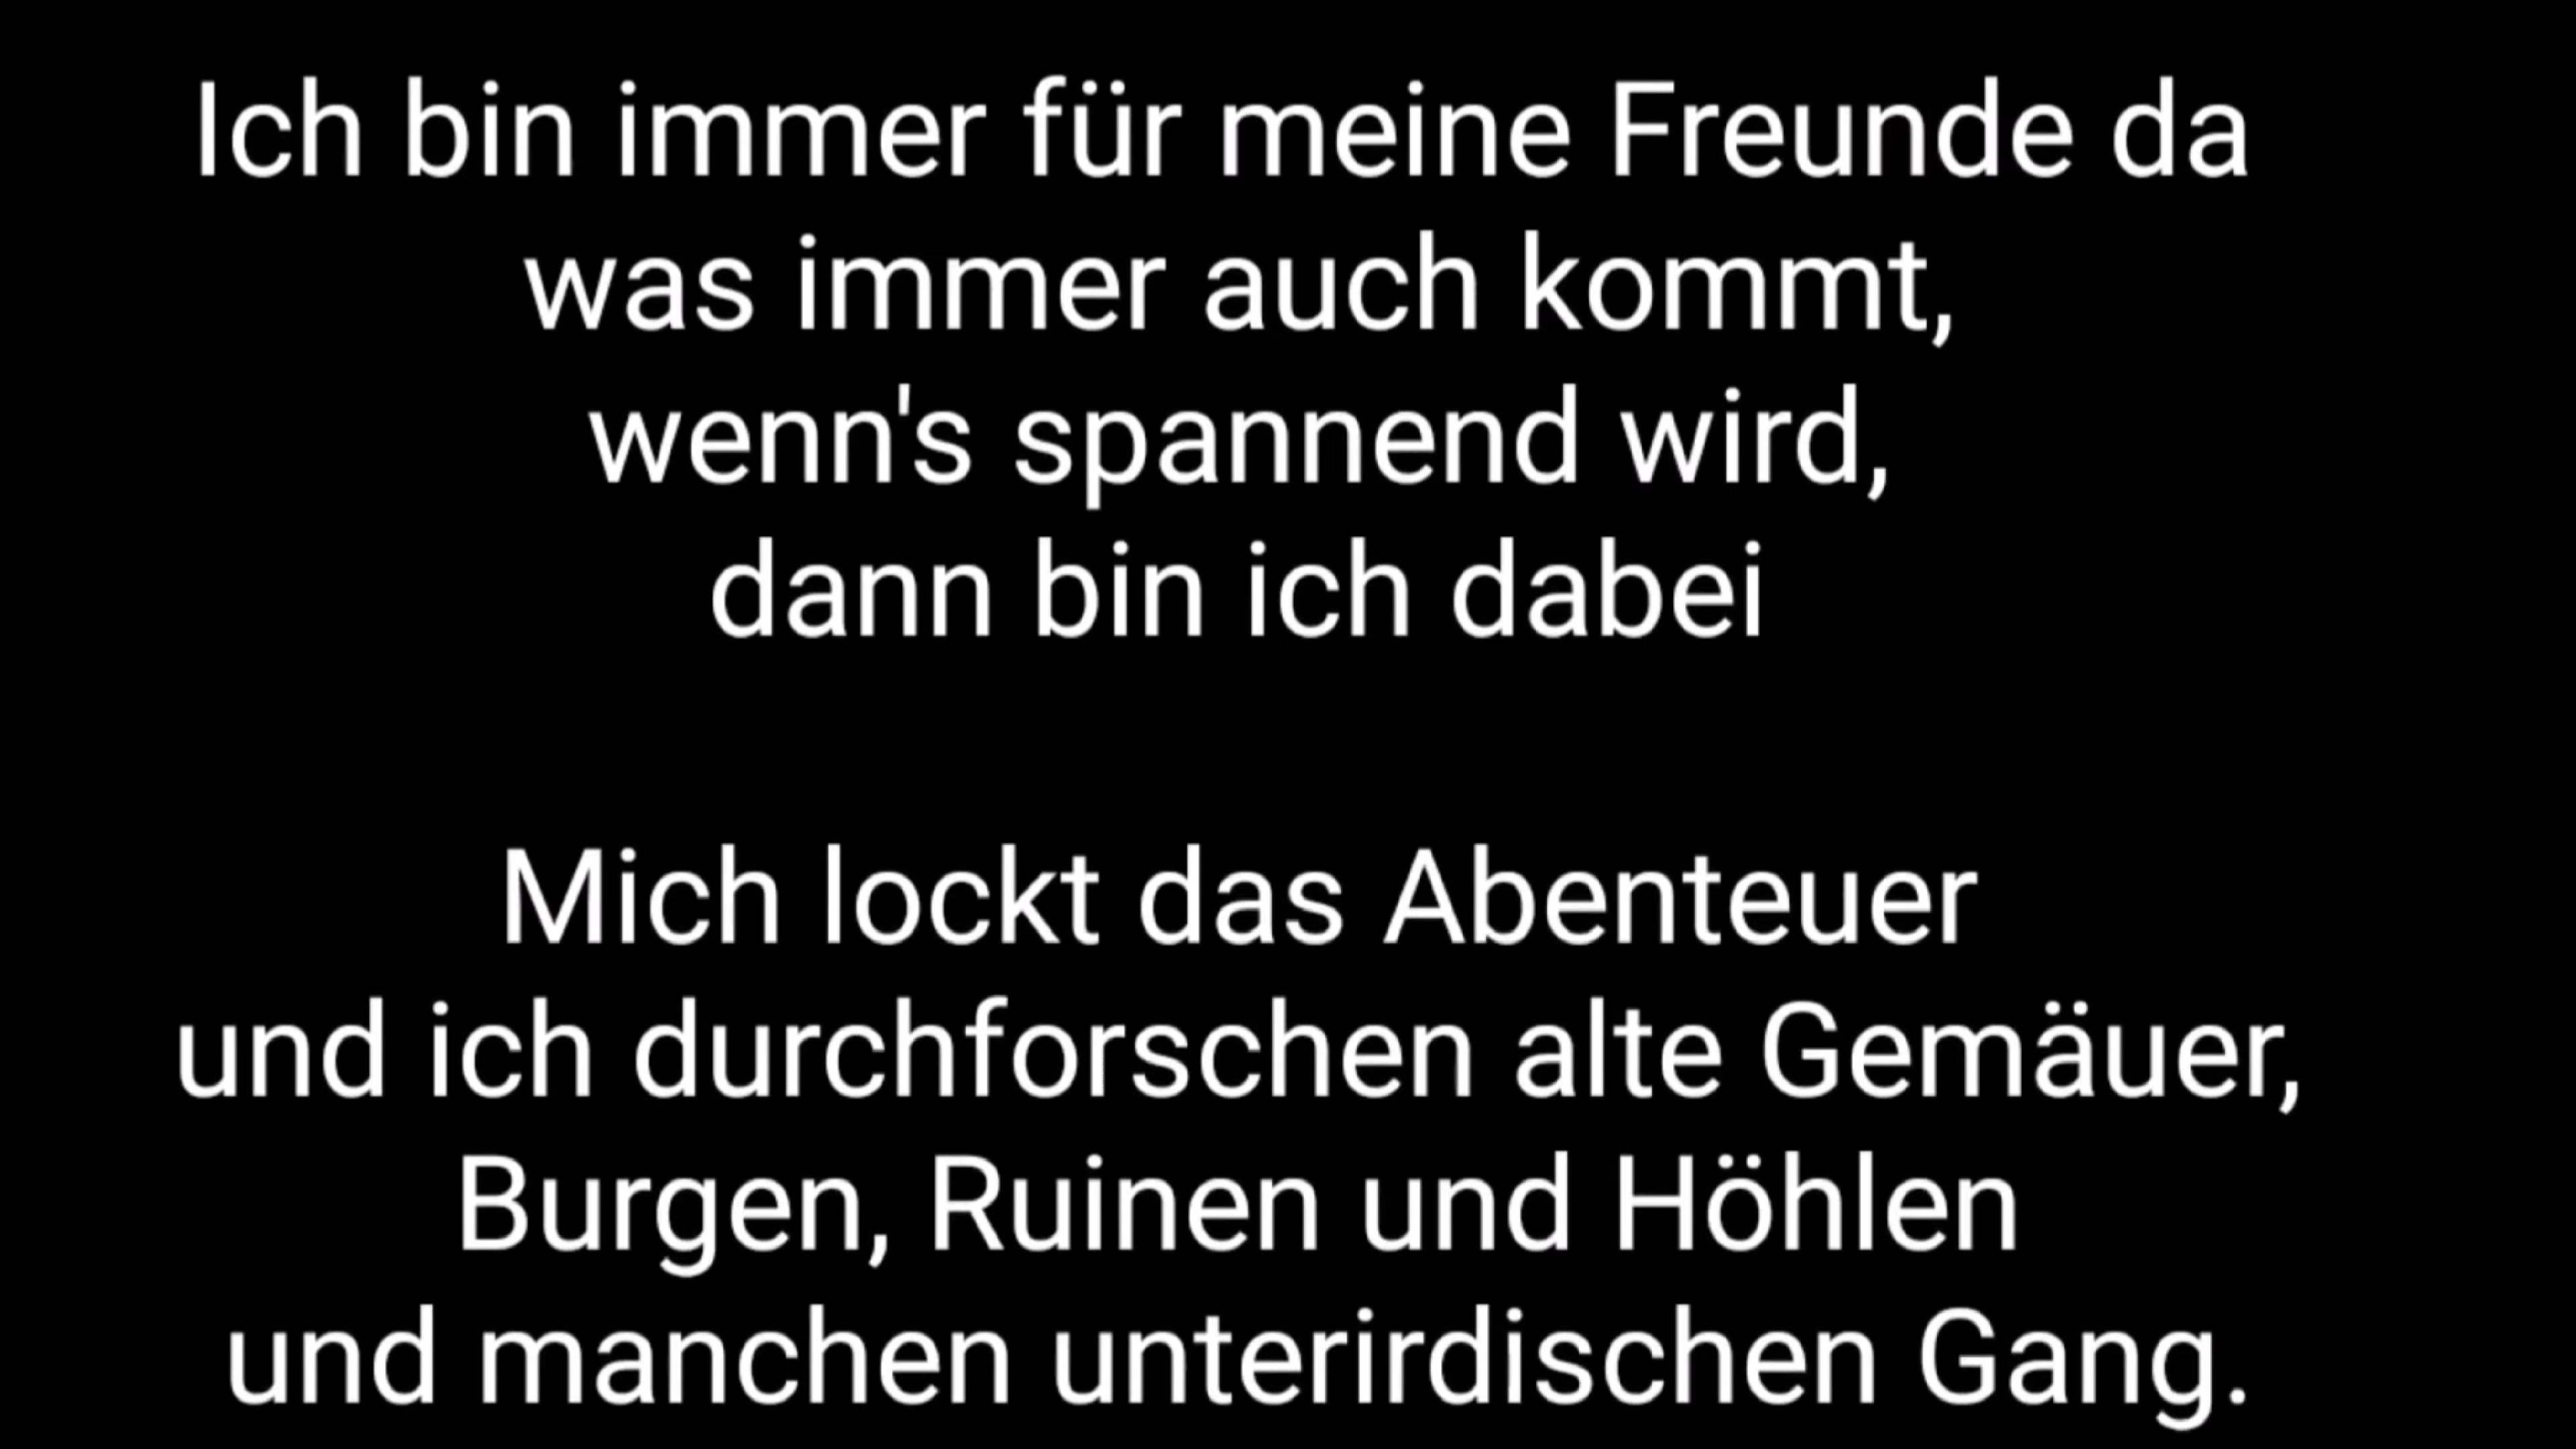 Ich bin immer für meine Freunde da
was immer auch kommt,
wenn's spannend wird,
dann bin ich dabei
Mich lockt das Abenteuer
und ich durchforschen alte Gemäuer,
Burgen, Ruinen und Höhlen
und manchen unterirdischen Gang.